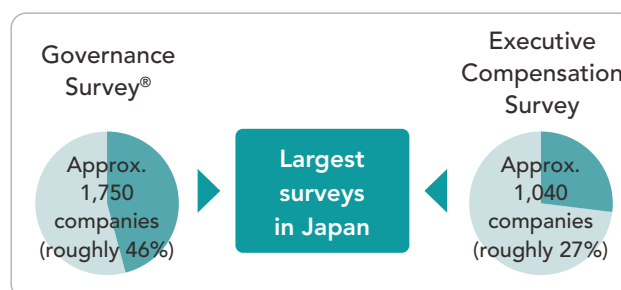 Governance
Survey®
Approx.
1,750
companies
(roughly 46%)
Largest
surveys
in Japan
Executive
Compensation
Survey
Approx.
1,040
companies
(roughly 27%)